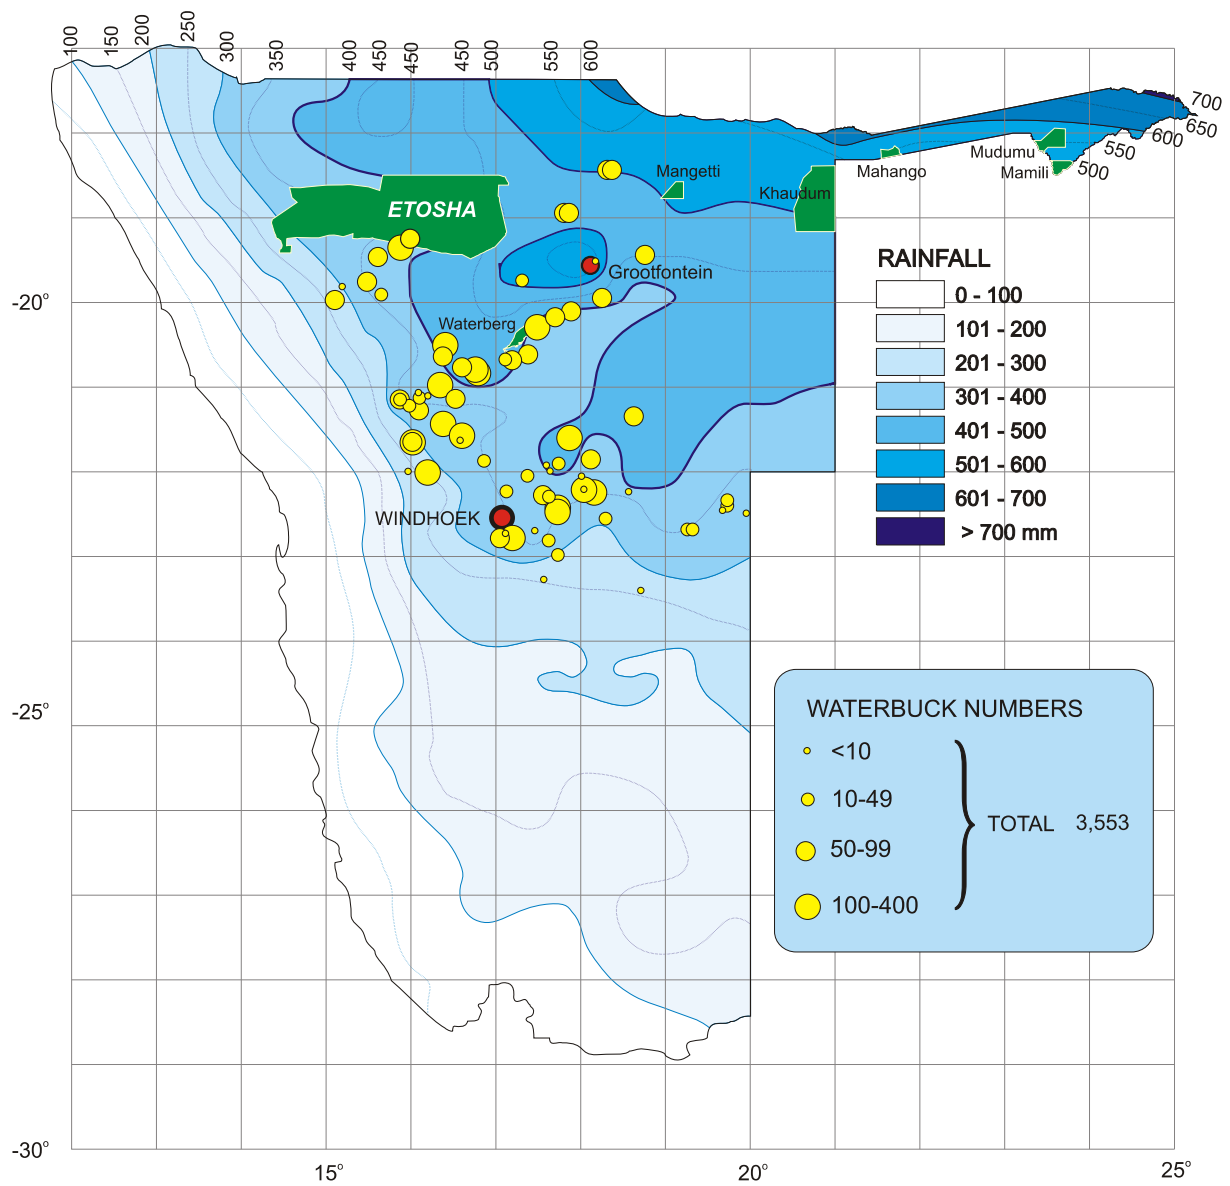 100 150 200 250 300 350 400 450 450 450 500 550 600
700
650
600
550
500
Mudumu
Mamili
Mahango
Mangetti
Khaudum
ETOSHA
Grootfontein
Waterberg
WINDHOEK
-20°
-25°
-30°
15° 20° 25°
RAINFALL
0 - 100
101 - 200
201 - 300
301 - 400
401 - 500
501 - 600
601 - 700
> 700 mm
WATERBUCK NUMBERS
<10
10-49
50-99
100-400
TOTAL 3,553